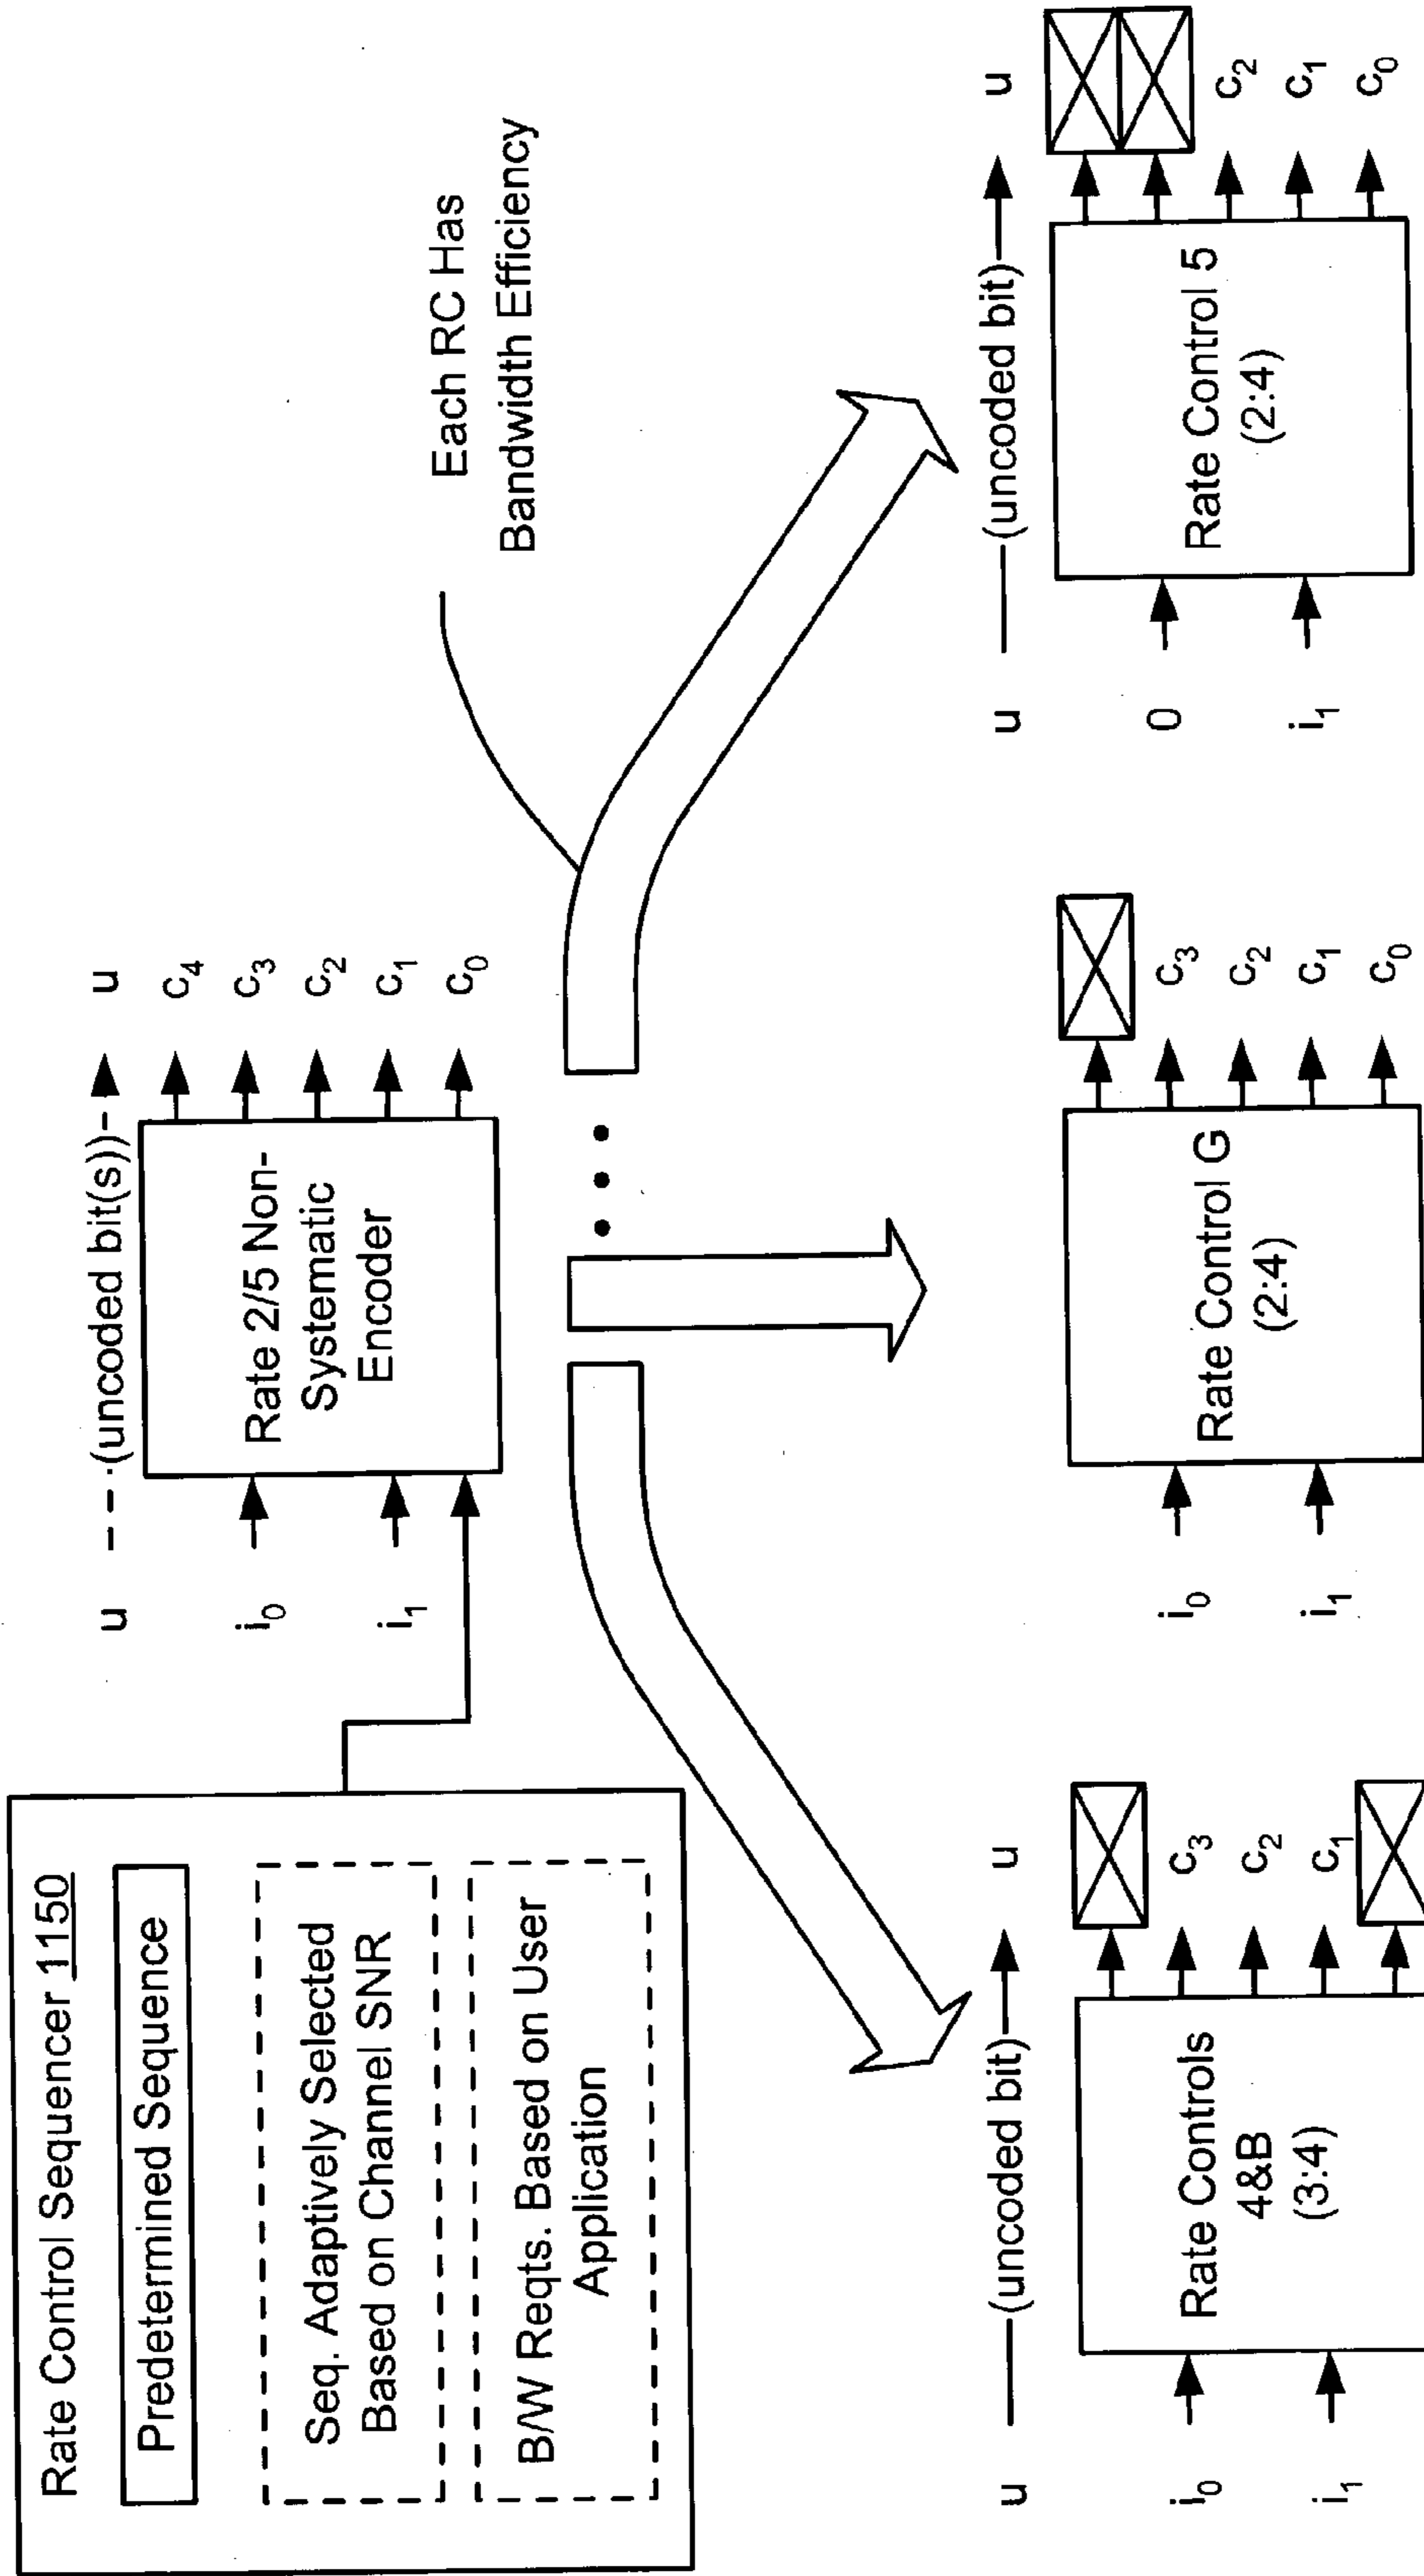 Rate Control Sequencer 1150
Predetermined Sequence
Seq. Adaptively Selected
Based on Channel SNR
B/W Reqts. Based on User
Application
u (uncoded bit(s)) u
i0
i1
Rate 2/5 Non-
Systematic
Encoder
c4
c3
c2
c1
c0
Each RC Has
Bandwidth Efficiency
u (uncoded bit) u
i0
i1
Rate Controls
4&B
(3:4)
c3
c2
c1
i0
i1
Rate Control G
(2:4)
c3
c2
c1
c0
u (uncoded bit) u
0
i1
Rate Control 5
(2:4)
c2
c1
c0